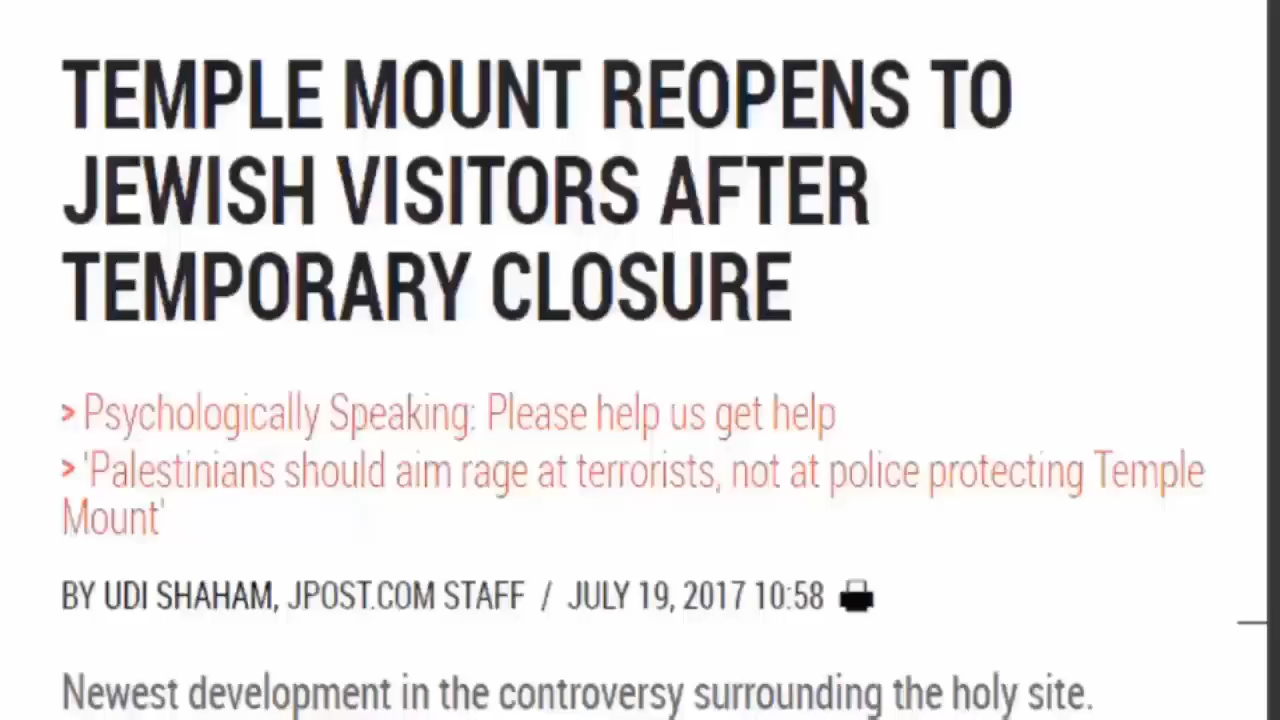 TEMPLE MOUNT REOPENS TO
JEWISH VISITORS AFTER
TEMPORARY CLOSURE
> Psychologically Speaking: Please help us get help
> 'Palestinians should aim rage at terrorists, not at police protecting Temple
Mount'
BY UDI SHAHAM, JPOST.COM STAFF / JULY 19, 2017 10:58
Newest development in the controversy surrounding the holy site.